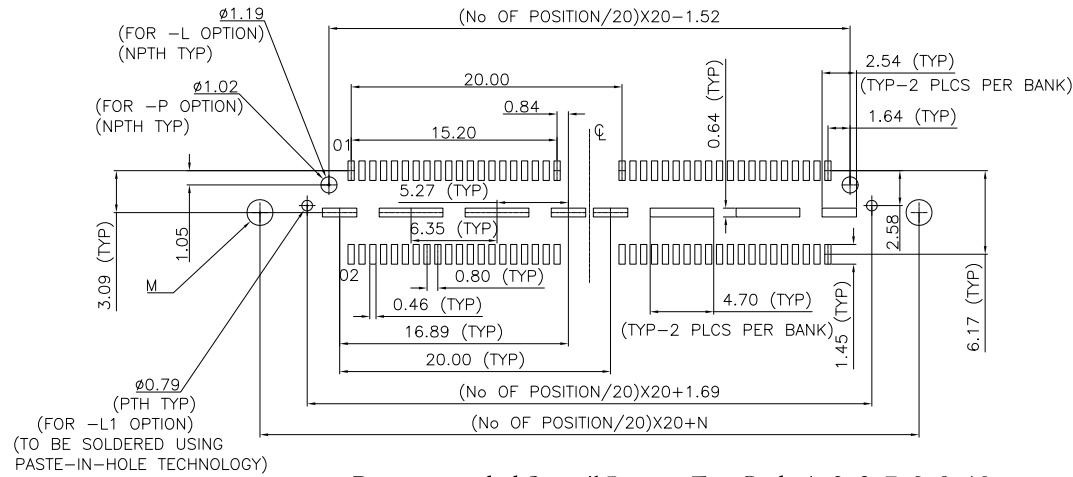 ø1.19
(FOR -L OPTION)
(NPTH TYP)
ø1.02
(FOR -P OPTION)
(NPTH TYP)
(No OF POSITION/20)X20-1.52
20.00
0.84
15.20
01
℄
0.64 (TYP)
2.54 (TYP)
(TYP-2 PLCS PER BANK)
1.64 (TYP)
5.27 (TYP)
6.35 (TYP)
3.09 (TYP)
1.05
M
02
0.80 (TYP)
0.46 (TYP)
16.89 (TYP)
20.00 (TYP)
4.70 (TYP)
(TYP-2 PLCS PER BANK)
1.45 (TYP)
2.58
6.17 (TYP)
ø0.79
(PTH TYP)
(FOR -L1 OPTION)
(TO BE SOLDERED USING
PASTE-IN-HOLE TECHNOLOGY)
(No OF POSITION/20)X20+1.69
(No OF POSITION/20)X20+N